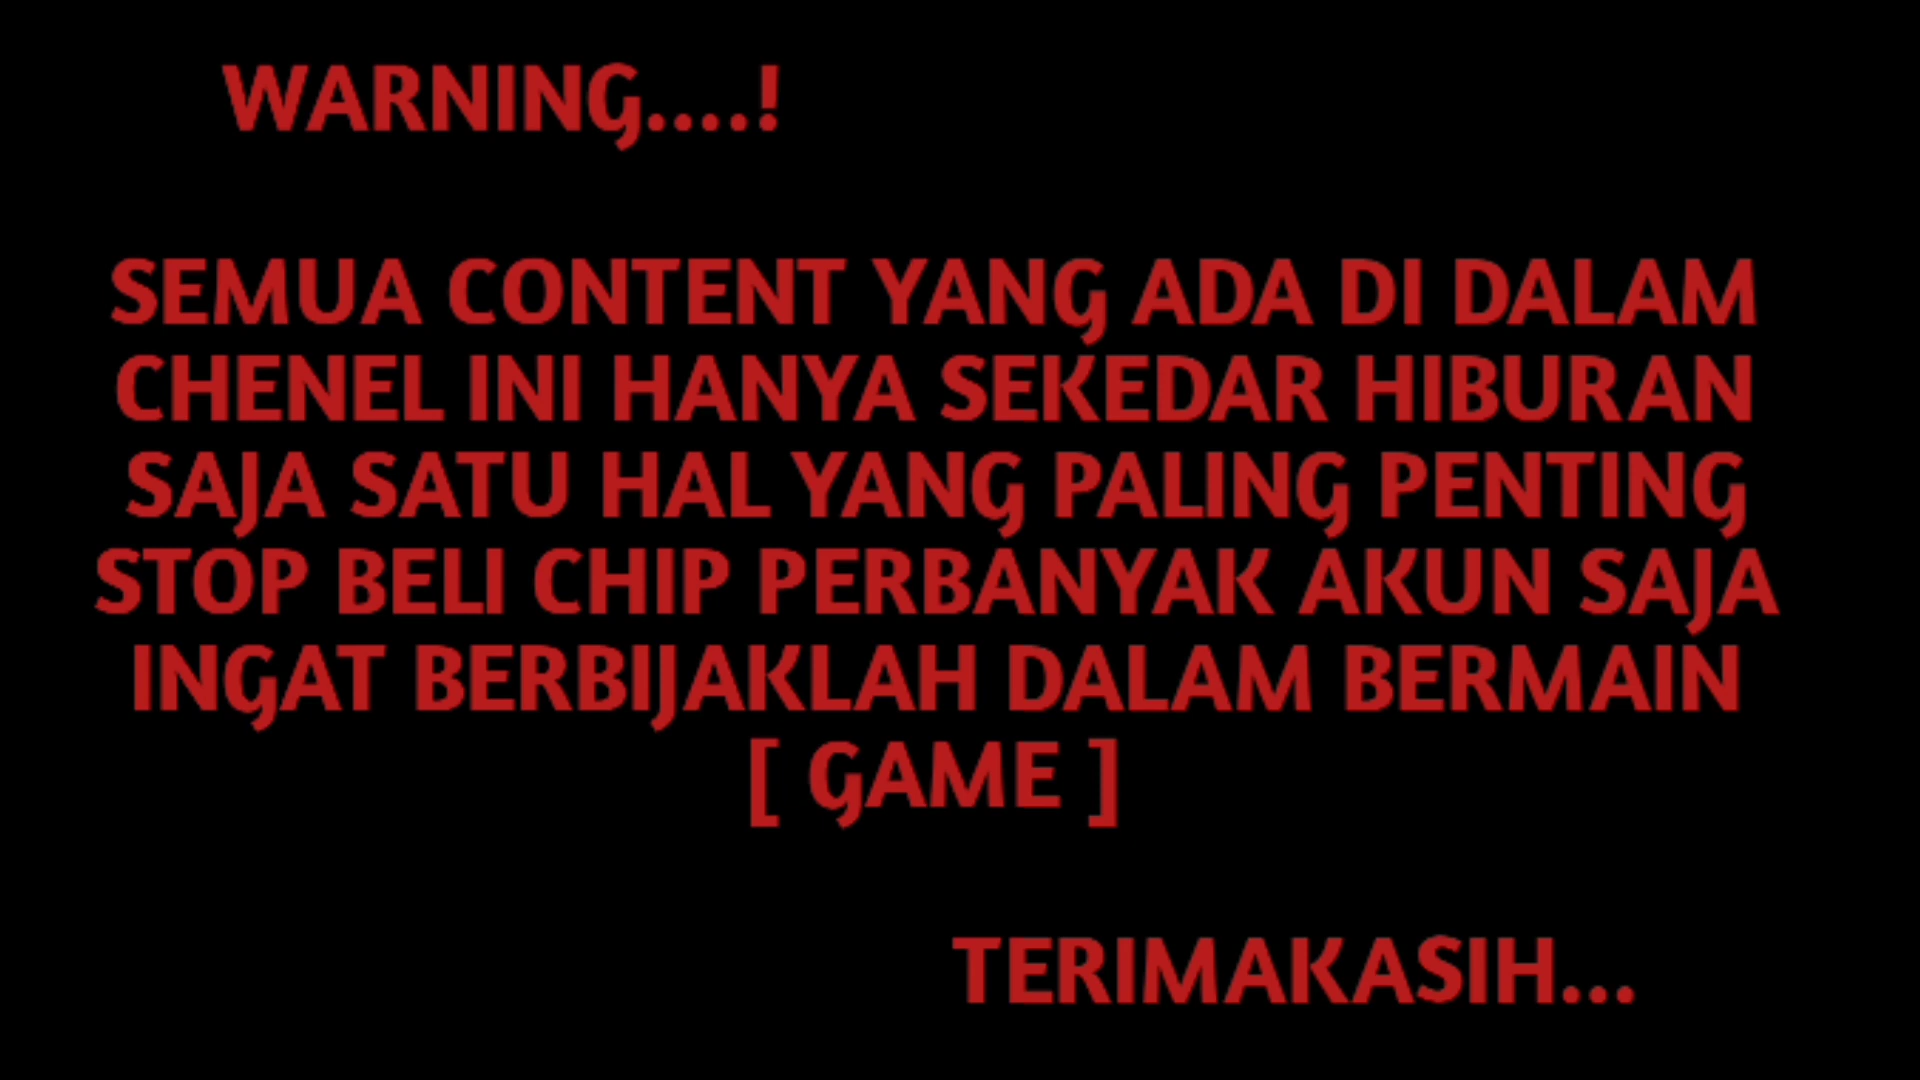 WARNING....!
SEMUA CONTENT YANG ADA DI DALAM
CHENEL INI HANYA SEKEDAR HIBURAN
SAJA SATU HAL YANG PALING PENTING
STOP BELI CHIP PERBANYAK AKUN SAJA
INGAT BERBIJAKLAH DALAM BERMAIN
[ GAME ]
TERIMAKASIH...